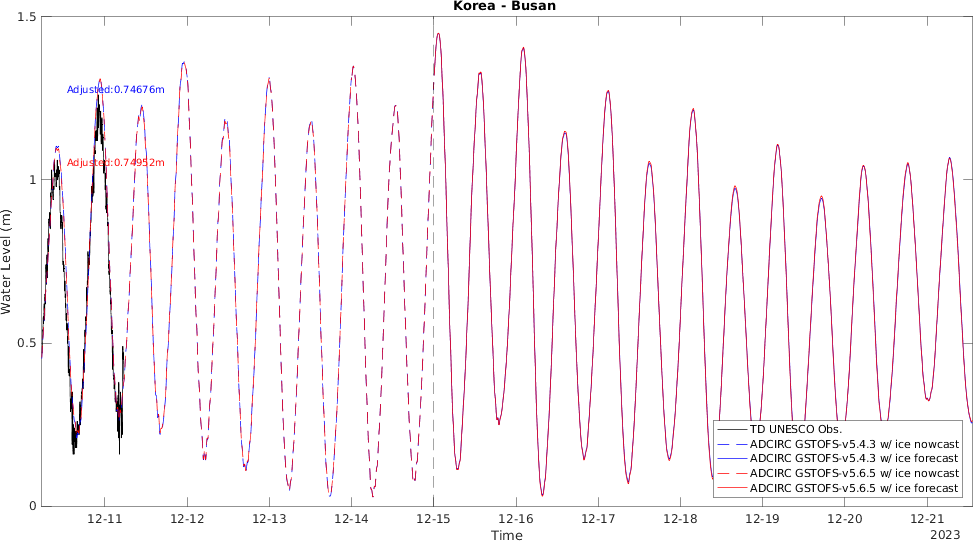 Korea - Busan
1.5
Adjusted:0.74676m
Adjusted:0.74952m
1
Water Level (m)
0.5
0
TD UNESCO Obs.
ADCIRC GSTOFS-v5.4.3 w/ ice nowcast
ADCIRC GSTOFS-v5.4.3 w/ ice forecast
ADCIRC GSTOFS-v5.6.5 w/ ice nowcast
ADCIRC GSTOFS-v5.6.5 w/ ice forecast
12-11 12-12 12-13 12-14 12-15 12-16 12-17 12-18 12-19 12-20 12-21
Time 2023